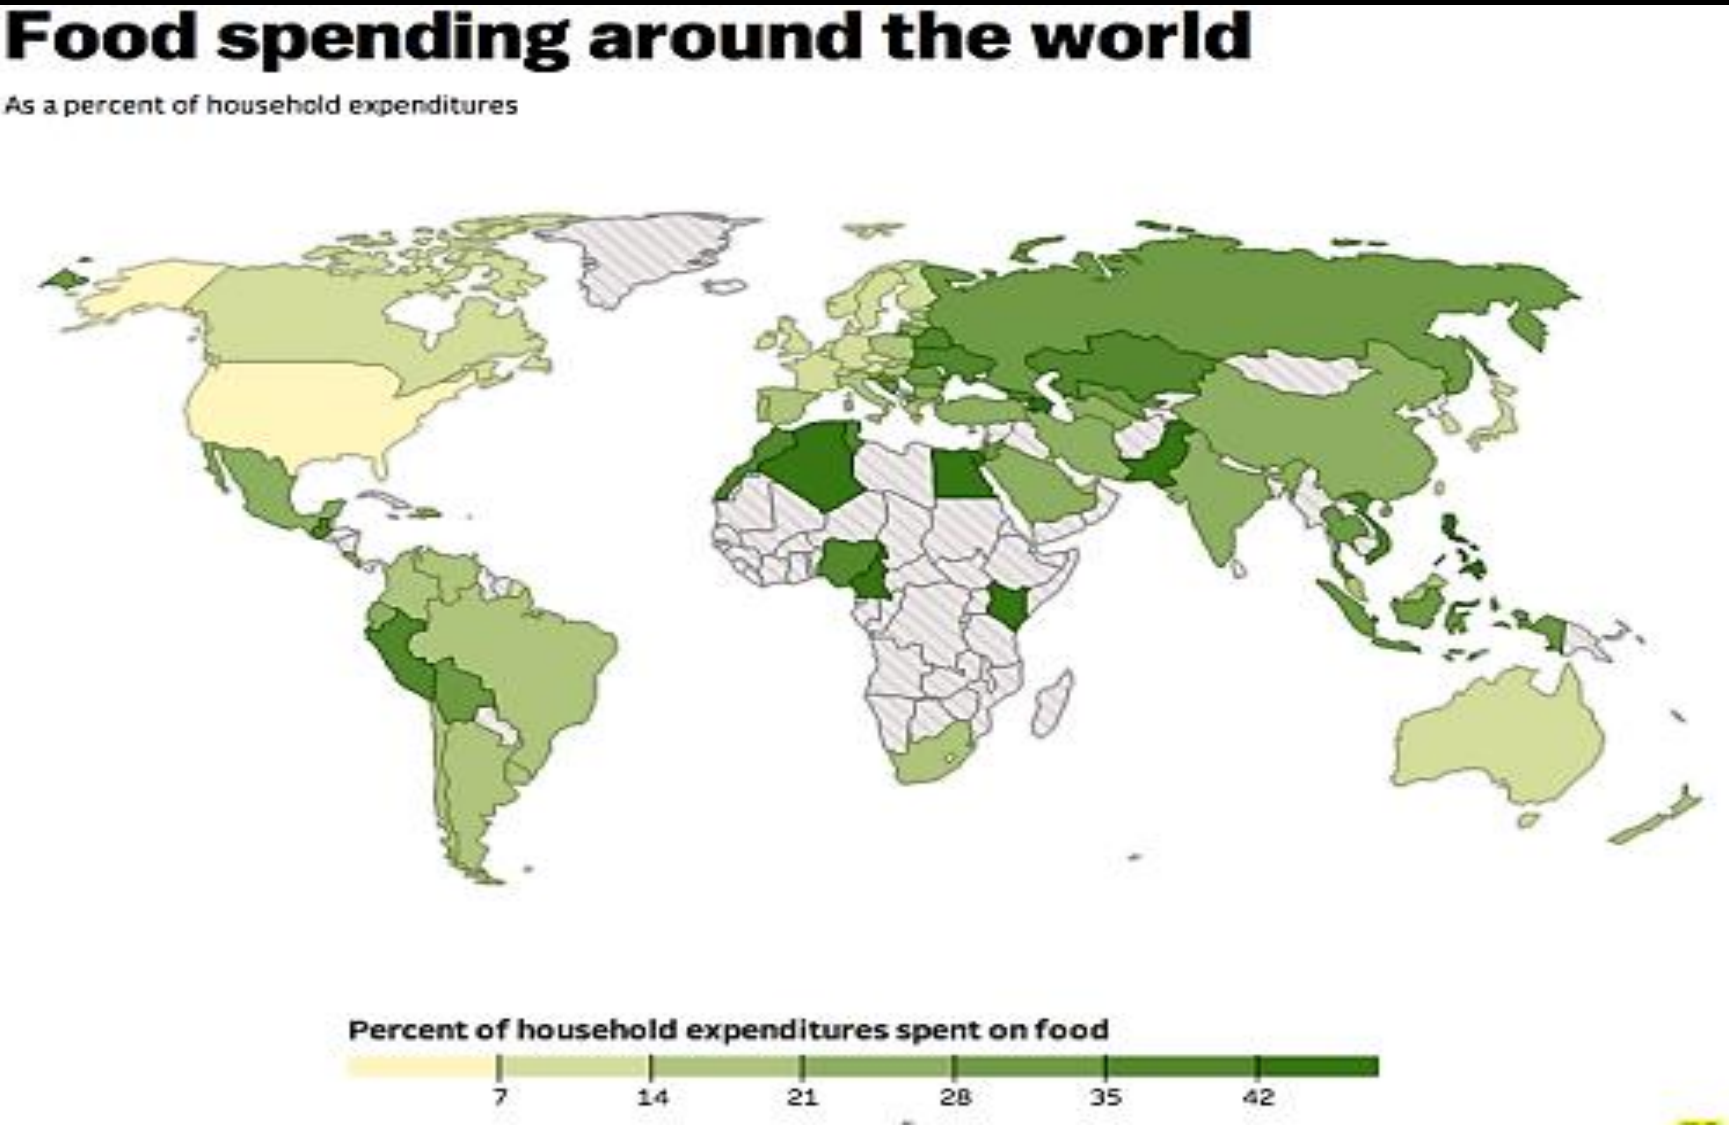 Food spending around the world
As a percent of household expenditures
Percent of household expenditures spent on food
7 14 21 28 35 42